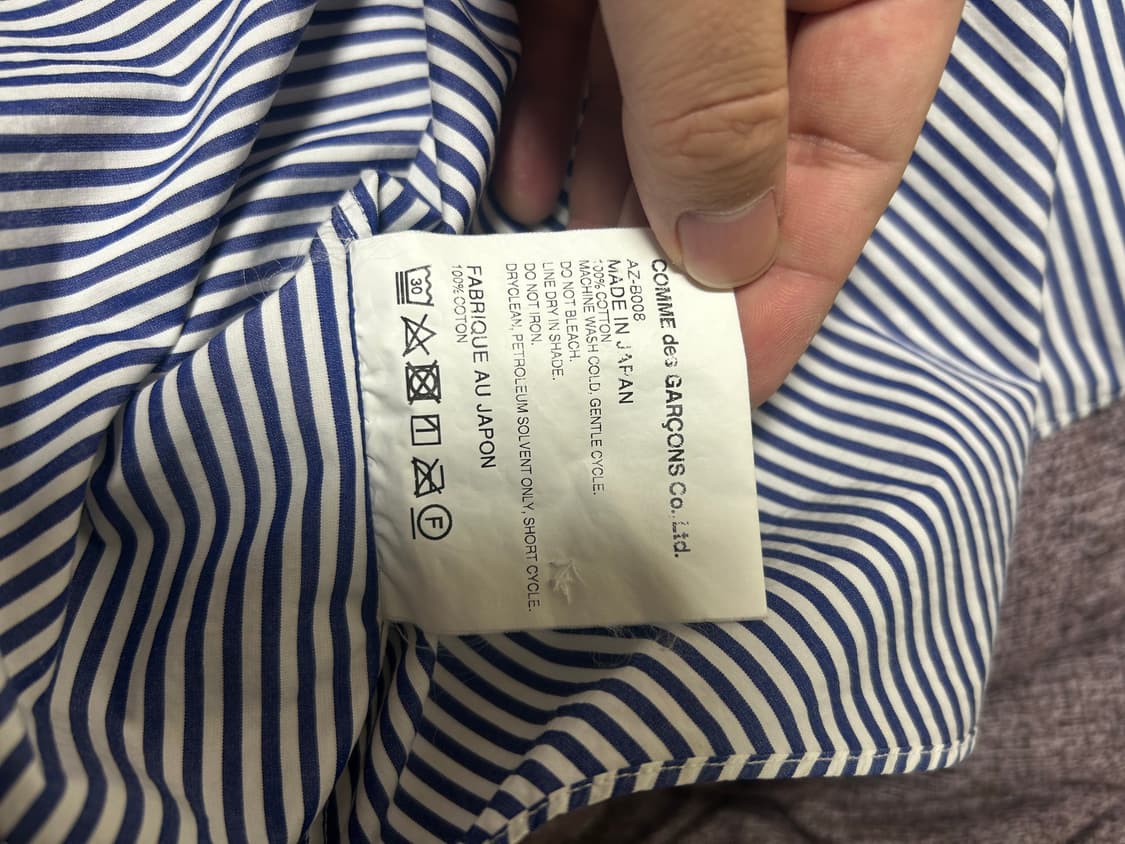 COMME des GARÇONS Co., Ltd.
AZ-B008
MADE IN JAPAN
100% COTTON
MACHINE WASH COLD, GENTLE CYCLE.
DO NOT BLEACH.
LINE DRY IN SHADE.
DO NOT IRON.
DRYCLEAN, PETROLEUM SOLVENT ONLY, SHORT CYCLE.
FABRIQUE AU JAPON
100% COTON
30
F